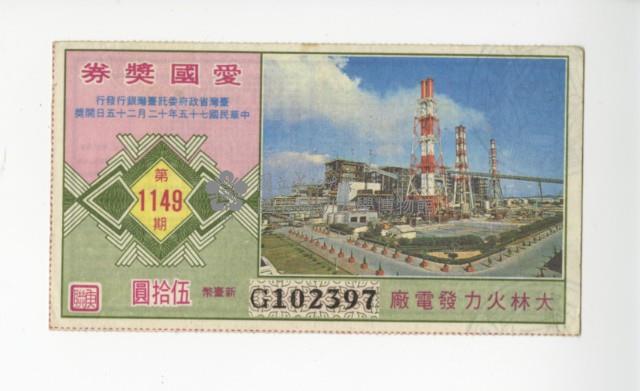 愛國獎券
臺灣省政府委託臺灣銀行發行
中華民國七十五年十二月二十五日開獎
第
1149
期
新臺幣
伍拾圓
G102397
大林火力發電廠